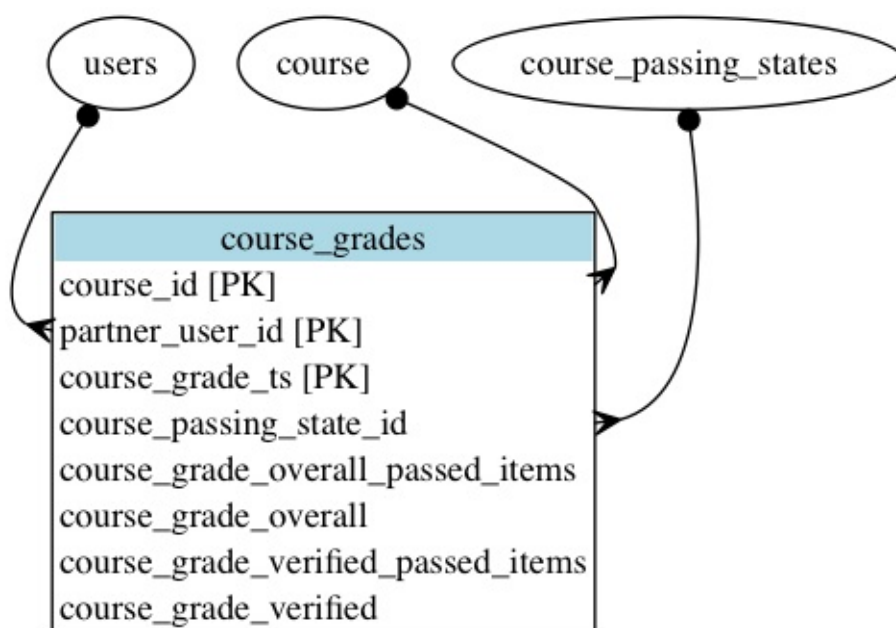 users
course
course_passing_states
course_grades
course_id [PK]
partner_user_id [PK]
course_grade_ts [PK]
course_passing_state_id
course_grade_overall_passed_items
course_grade_overall
course_grade_verified_passed_items
course_grade_verified